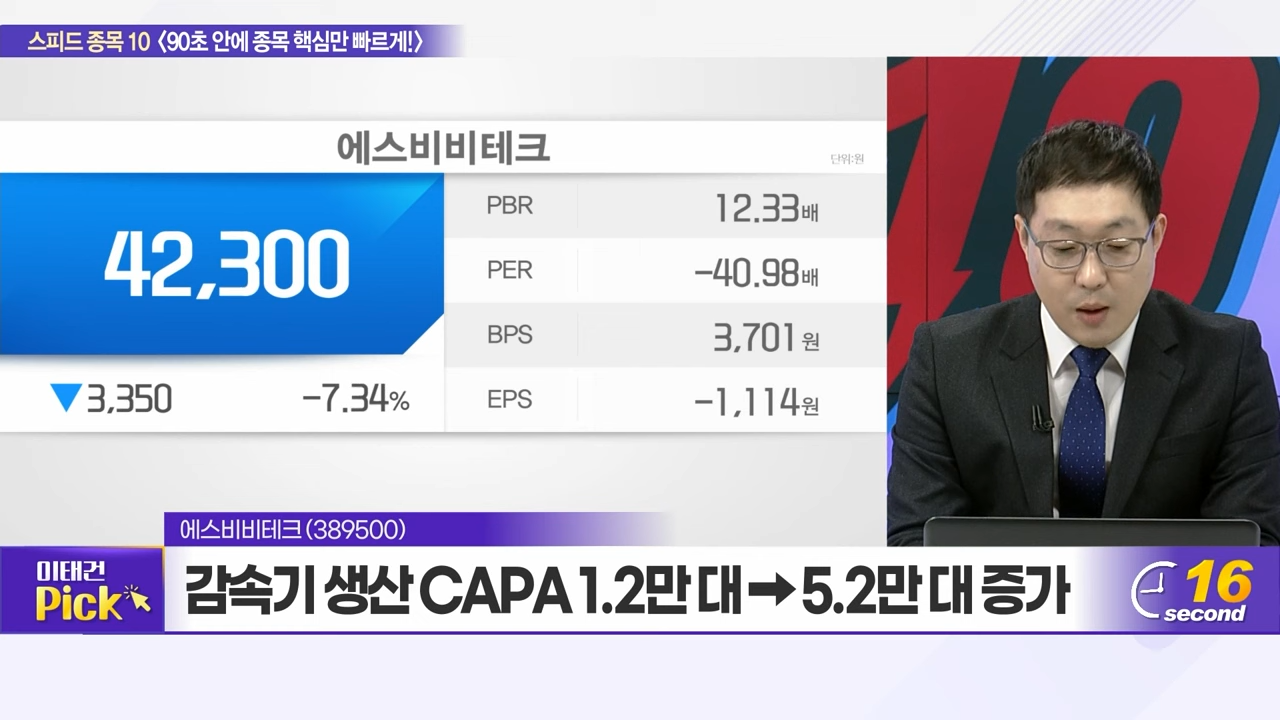 스피드 종목 10 <90초 안에 종목 핵심만 빠르게!>
에스비비테크
단위:원
42,300
▼3,350 -7.34%
PBR 12.33배
PER -40.98배
BPS 3,701원
EPS -1,114원
10
에스비비테크 (389500)
이태건
Pick
감속기 생산 CAPA 1.2만 대➡5.2만 대 증가
16
second